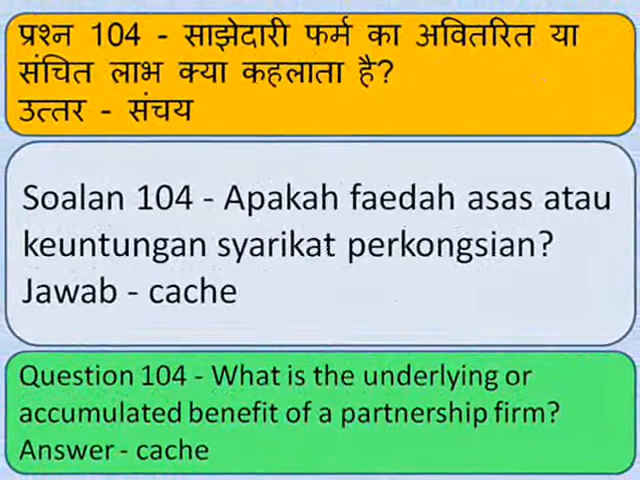 प्रश्न 104 - साझेदारी फर्म का अवितरित या
संचित लाभ क्या कहलाता है?
उत्तर - संचय
Soalan 104 - Apakah faedah asas atau
keuntungan syarikat perkongsian?
Jawab - cache
Question 104 - What is the underlying or
accumulated benefit of a partnership firm?
Answer - cache